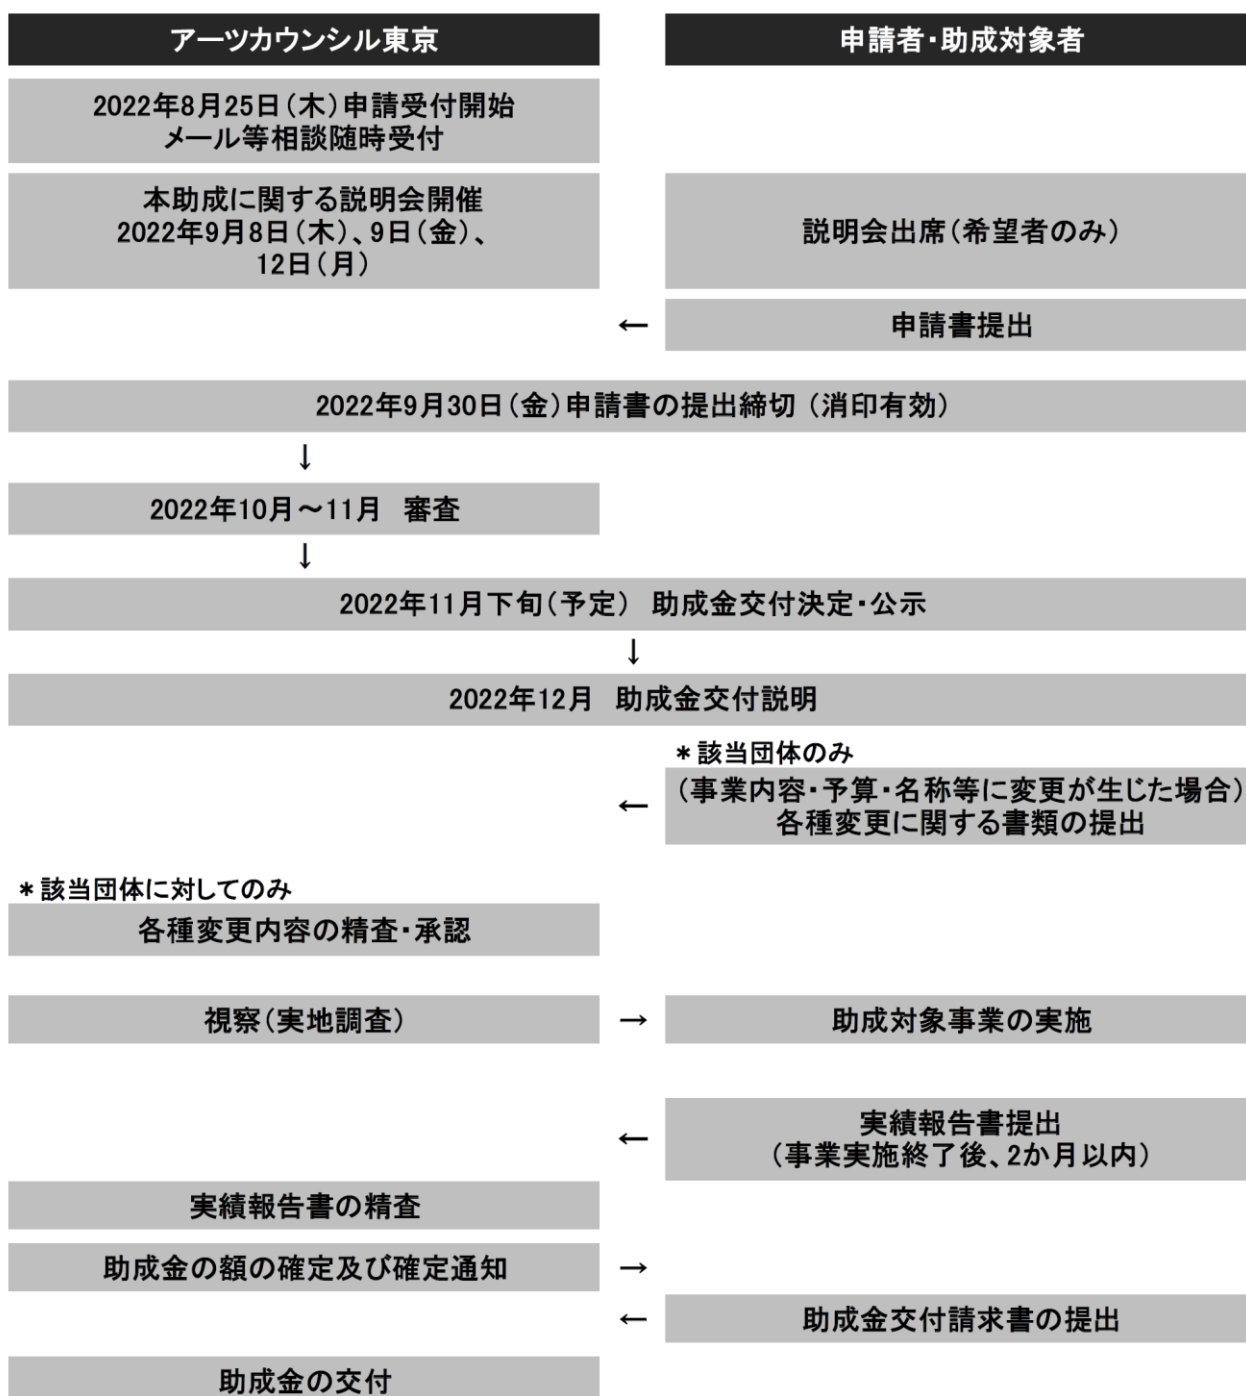 アーツカウンシル東京
申請者・助成対象者
2022年8月25日(木)申請受付開始
メール等相談随時受付
本助成に関する説明会開催
2022年9月8日(木)、9日(金)、
12日(月)
説明会出席(希望者のみ)
←
申請書提出
2022年9月30日(金)申請書の提出締切 (消印有効)
↓
2022年10月~11月 審査
↓
2022年11月下旬(予定) 助成金交付決定・公示
↓
2022年12月 助成金交付説明
*該当団体のみ
←
(事業内容・予算・名称等に変更が生じた場合)
各種変更に関する書類の提出
*該当団体に対してのみ
各種変更内容の精査・承認
視察(実地調査)
→
助成対象事業の実施
←
実績報告書提出
(事業実施終了後、2か月以内)
実績報告書の精査
助成金の額の確定及び確定通知
→
←
助成金交付請求書の提出
助成金の交付